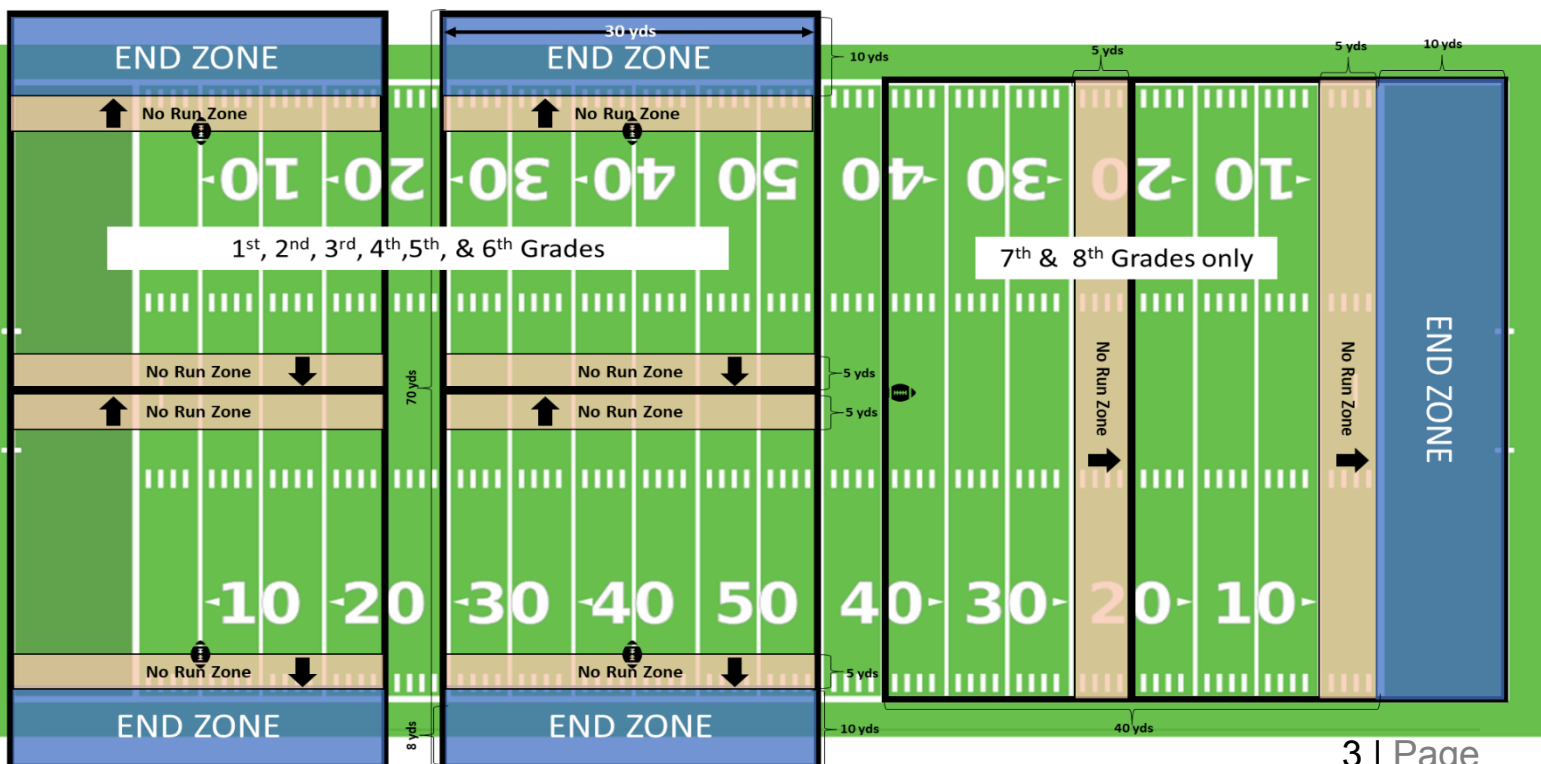 30 yds
END ZONE
END ZONE
5 yds
5 yds
10 yds
10 yds
No Run Zone
No Run Zone
10 20 30 40 50 40 30 20 10
1st, 2nd, 3rd, 4th,5th, & 6th Grades
7th & 8th Grades only
No Run Zone
No Run Zone
5 yds
70 yds
No Run Zone
No Run Zone
5 yds
No Run Zone
No Run Zone
END ZONE
10 20 30 40 50 40 30 20 10
No Run Zone
No Run Zone
5 yds
END ZONE
END ZONE
8 yds
10 yds
40 yds
3 | Page